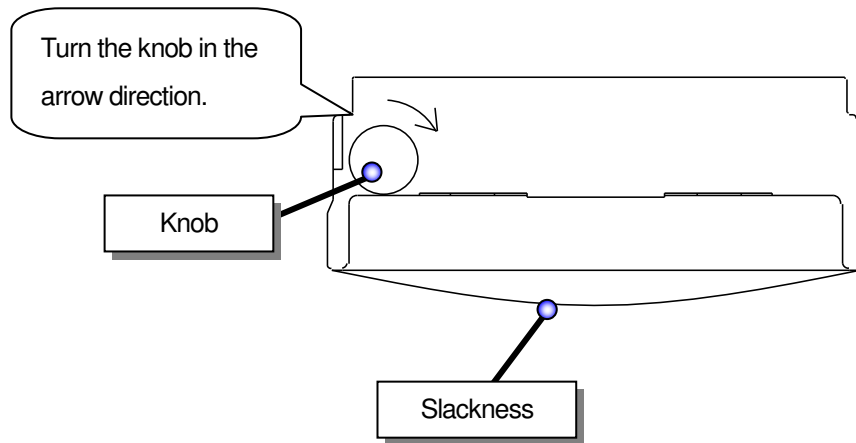 Turn the knob in the
arrow direction.
Knob
Slackness